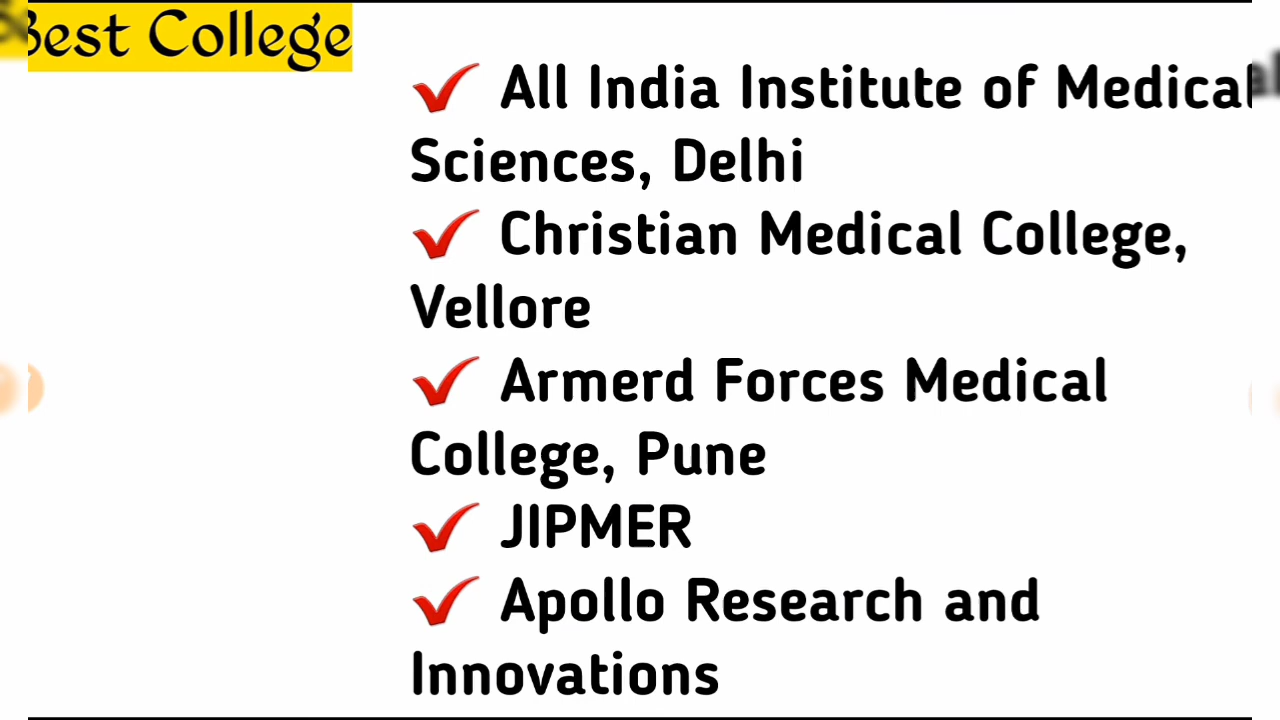 Best College
✔ All India Institute of Medical
Sciences, Delhi
✔ Christian Medical College,
Vellore
✔ Armerd Forces Medical
College, Pune
✔ JIPMER
✔ Apollo Research and
Innovations